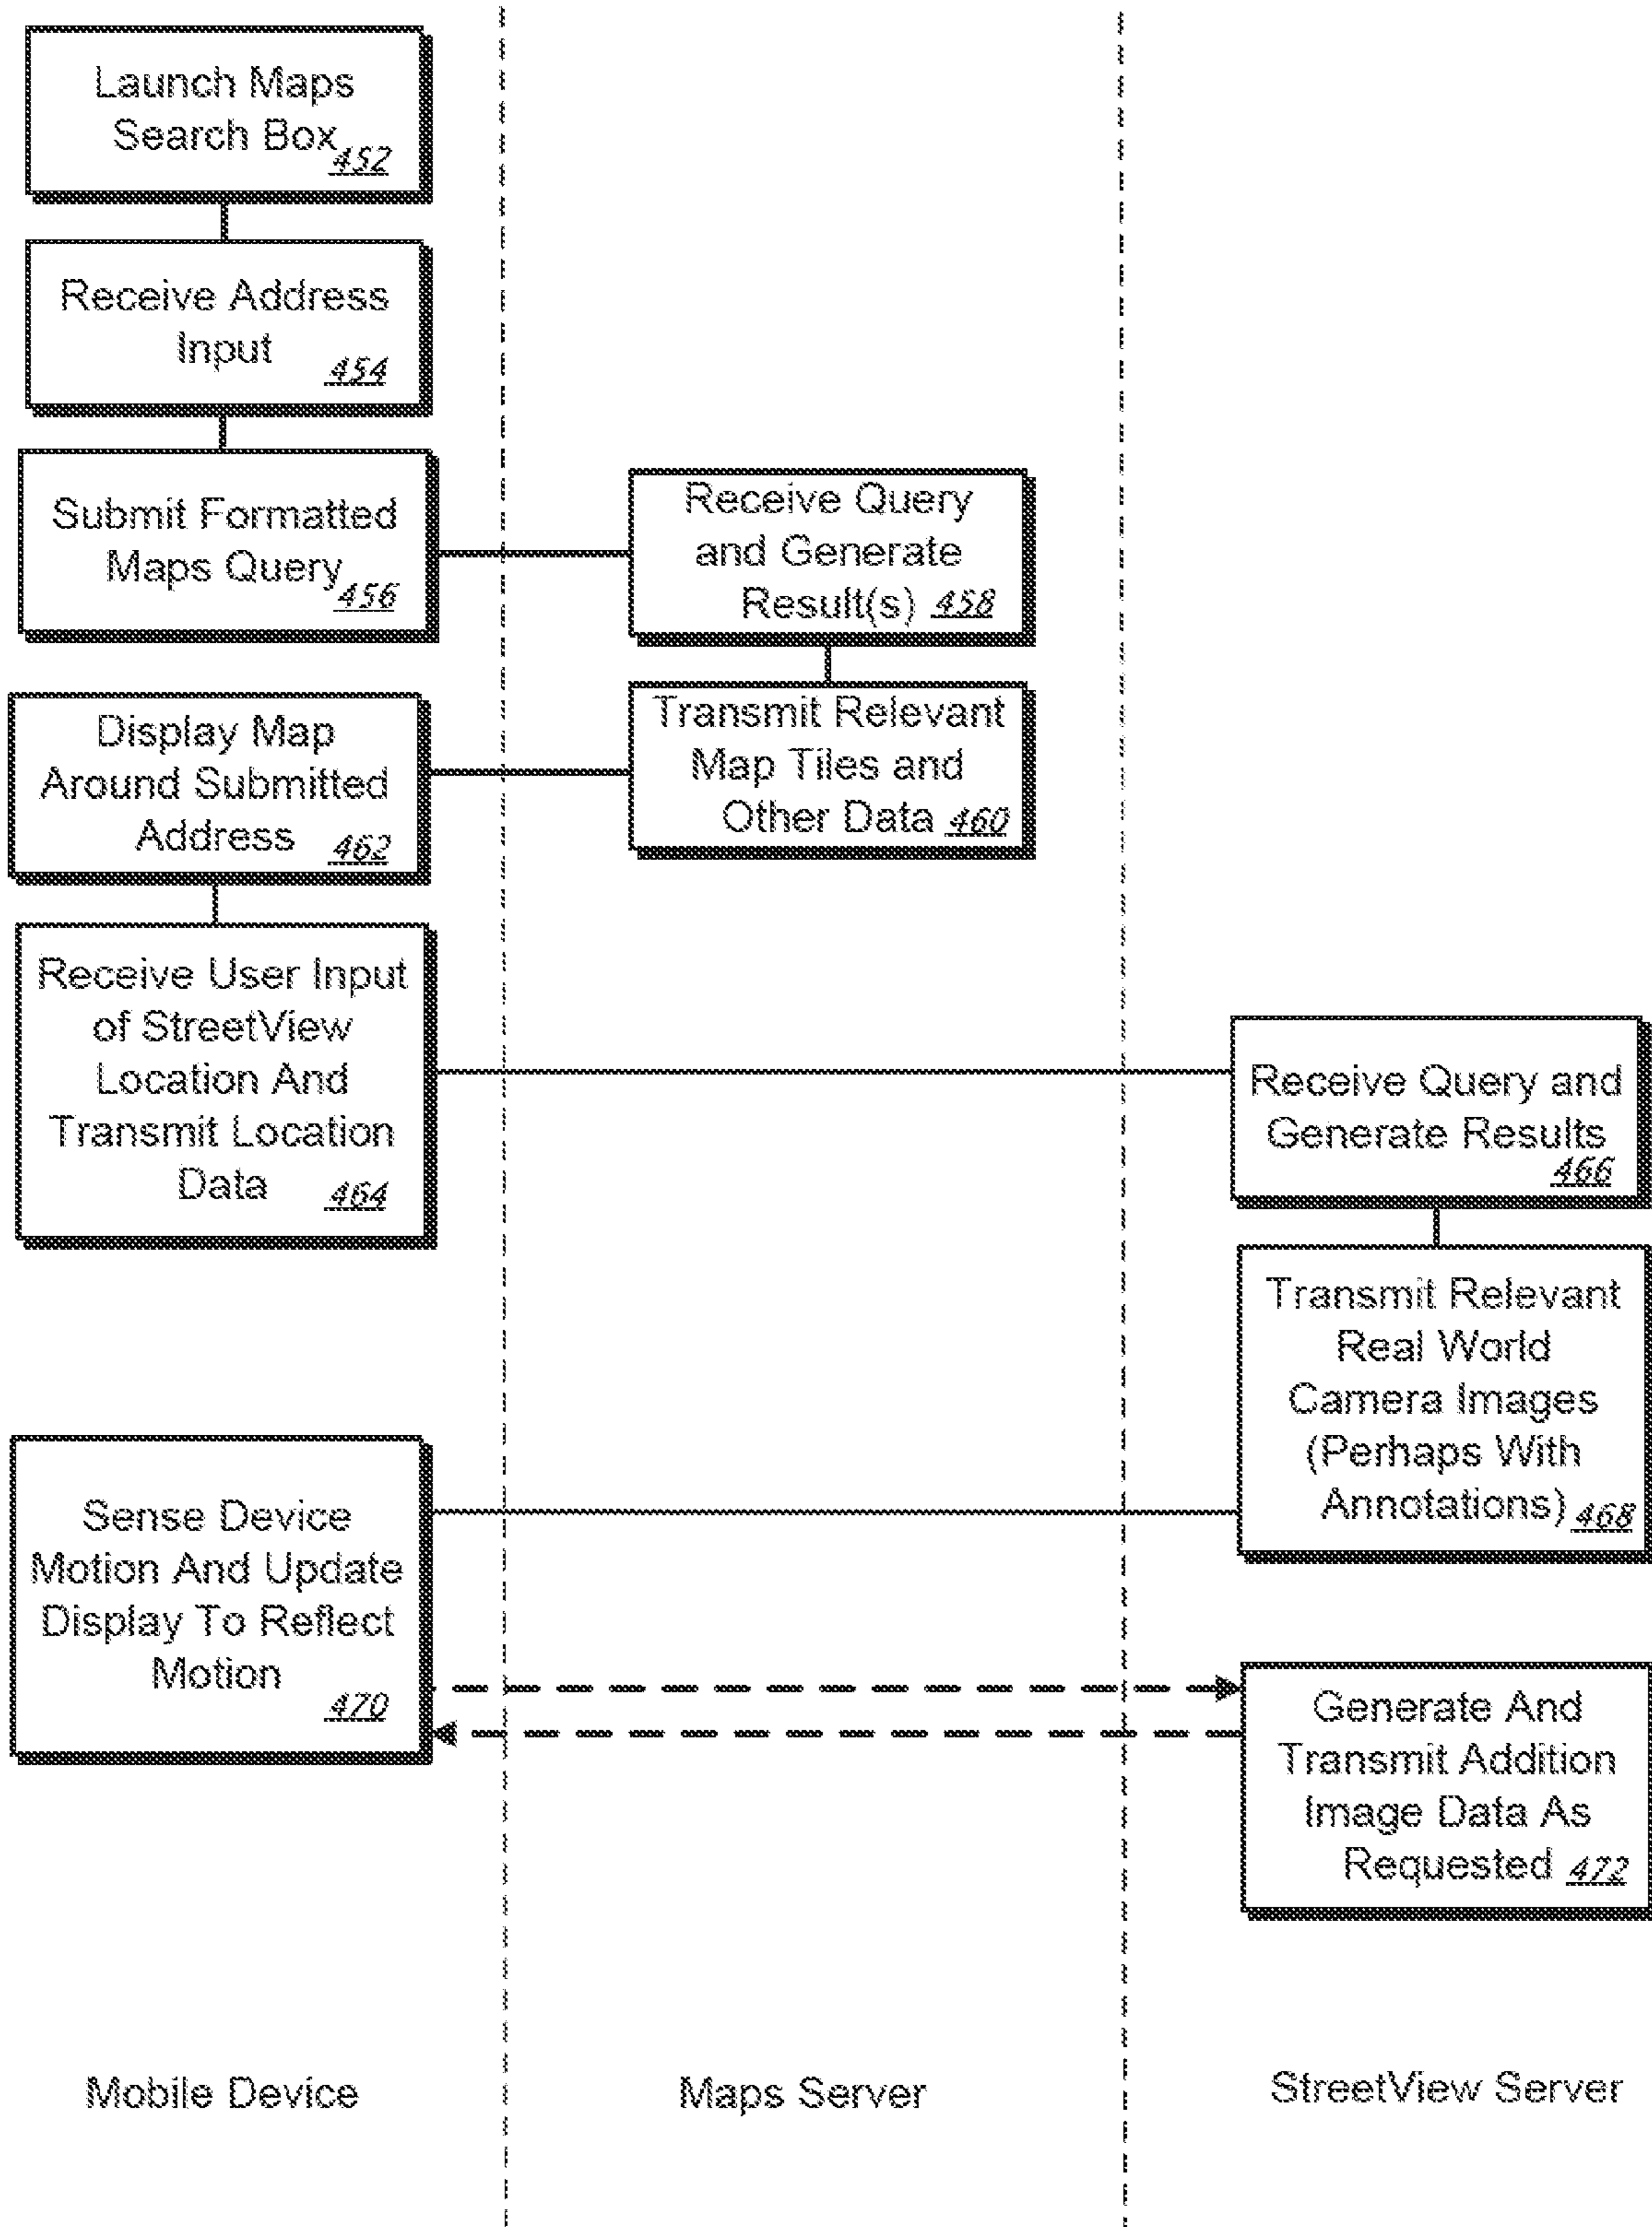 Launch Maps
Search Box
452
Receive Address
Input
454
Submit Formatted
Maps Query
456
Receive Query
and Generate
Result(s) 458
Transmit Relevant
Map Tiles and
Other Data 460
Display Map
Around Submitted
Address 462
Receive User Input
of StreetView
Location And
Transmit Location
Data 464
Receive Query and
Generate Results
466
Transmit Relevant
Real World
Camera Images
(Perhaps With
Annotations) 468
Sense Device
Motion And Update
Display To Reflect
Motion
470
Generate And
Transmit Addition
Image Data As
Requested 472
Mobile Device
Maps Server
StreetView Server